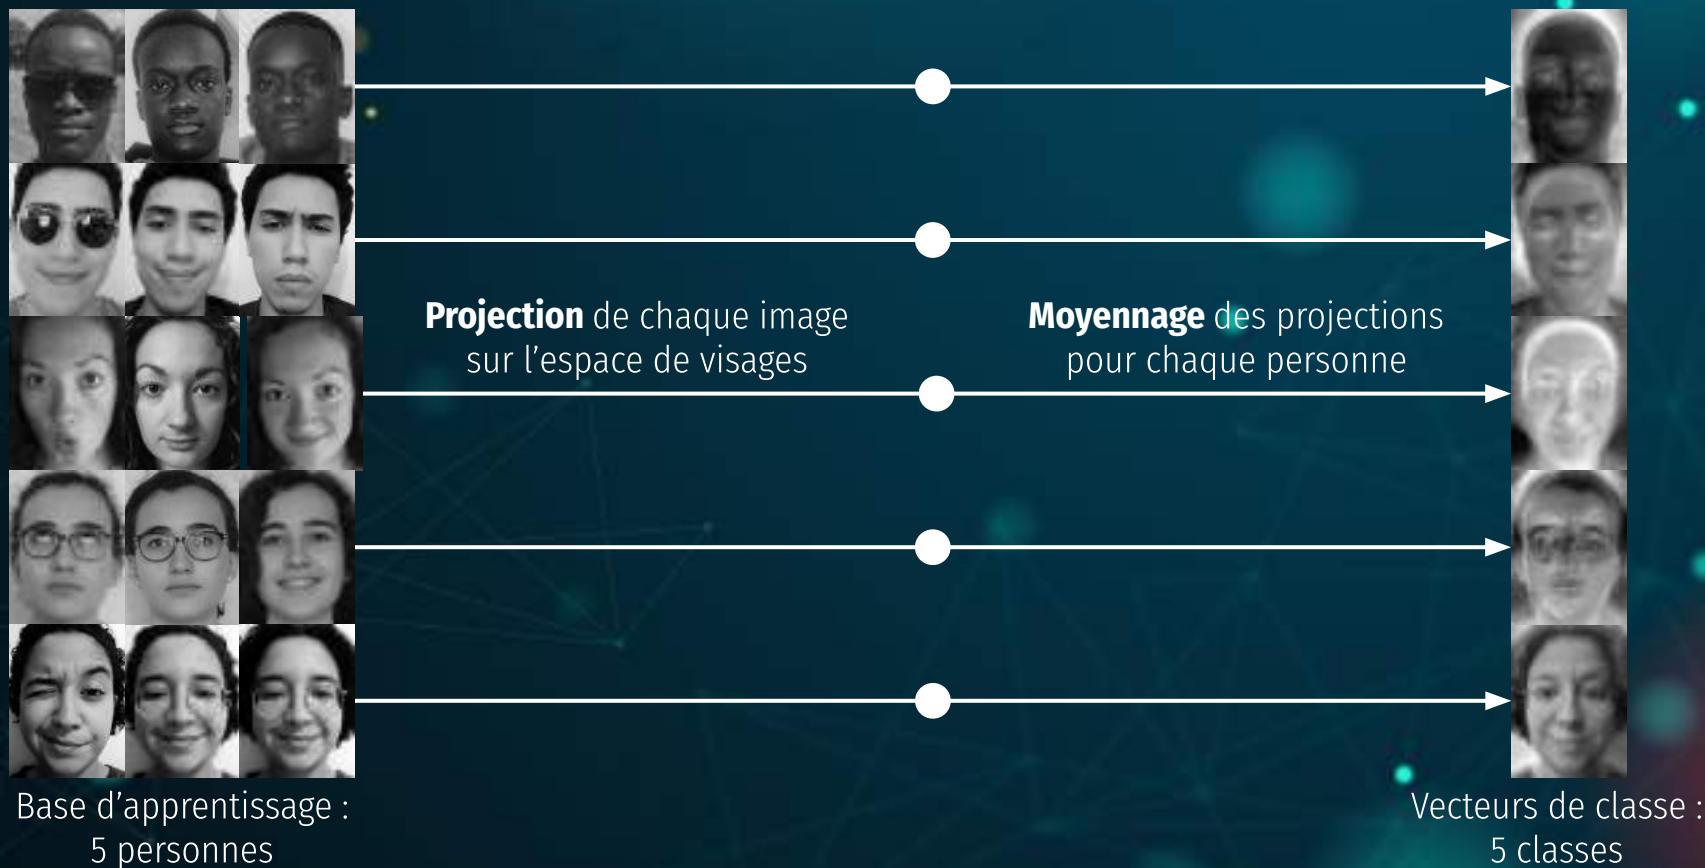 Projection de chaque image
sur l'espace de visages
Moyennage des projections
pour chaque personne
Base d'apprentissage :
5 personnes
Vecteurs de classe :
5 classes